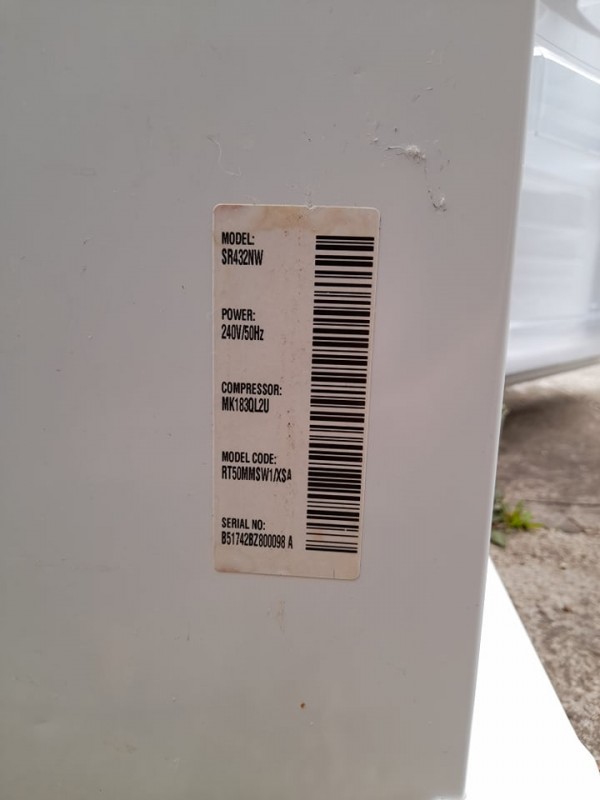 MODEL:
SR432NW
POWER:
240V/50Hz
COMPRESSOR:
MK183QL2U
MODEL CODE:
RT50MMSW1/XSA
SERIAL NO:
B51742BZ800098 A